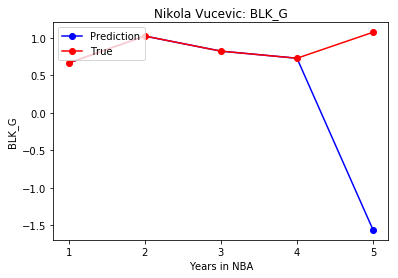 Nikola Vucevic: BLK_G
Prediction
True
1.0
0.5
0.0
−0.5
−1.0
−1.5
BLK_G
1 2 3 4 5
Years in NBA